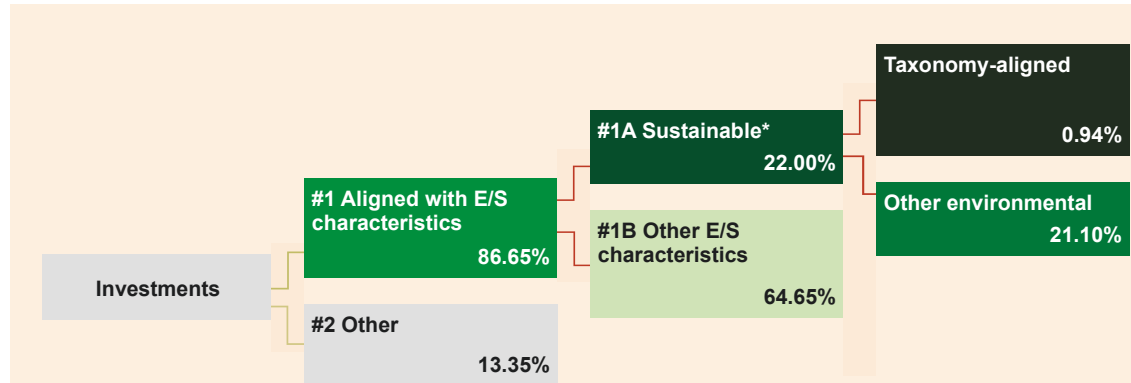 Investments
#1 Aligned with E/S
characteristics
86.65%
#2 Other
13.35%
#1A Sustainable*
22.00%
#1B Other E/S
characteristics
64.65%
Taxonomy-aligned
0.94%
Other environmental
21.10%